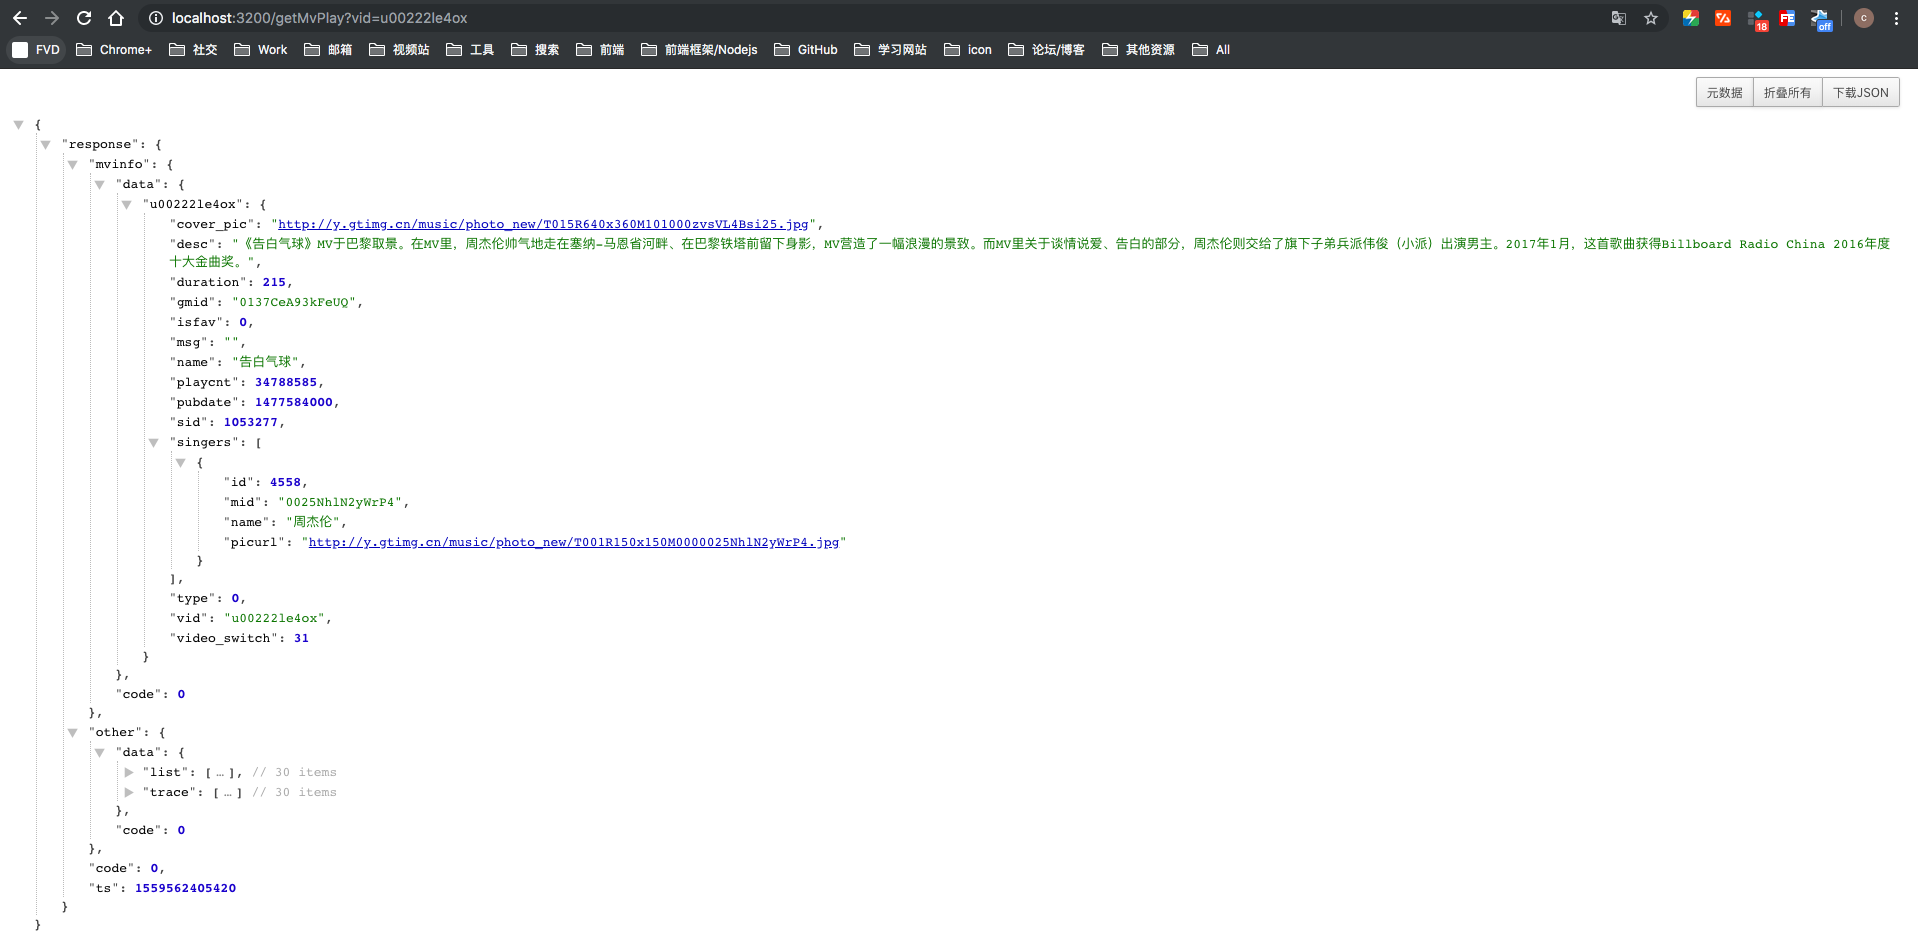 localhost:3200/getMvPlay?vid=u00222le4ox
18
FE
off
c
FVD Chrome+ 社交 Work 邮箱 视频站 工具 搜索 前端 前端框架/Nodejs GitHub 学习网站 icon 论坛/博客 其他资源 All
元数据 折叠所有 下载JSON
{
"response": {
"mvinfo": {
"data": {
"u00222le4ox": {
"cover_pic": "http://y.gtimg.cn/music/photo_new/T015R640x360M101000zvsVL4Bsi25.jpg",
"desc": "《告白气球》MV于巴黎取景。在MV里，周杰伦帅气地走在塞纳-马恩省河畔、在巴黎铁塔前留下身影，MV营造了一幅浪漫的景致。而MV里关于谈情说爱、告白的部分，周杰伦则交给了旗下子弟兵派伟俊（小派）出演男主。2017年1月，这首歌曲获得Billboard Radio China 2016年度
十大金曲奖。",
"duration": 215,
"gmid": "0137CeA93kFeUQ",
"isfav": 0,
"msg": "",
"name": "告白气球",
"playcnt": 34788585,
"pubdate": 1477584000,
"sid": 1053277,
"singers": [
{
"id": 4558,
"mid": "0025NhlN2yWrP4",
"name": "周杰伦",
"picurl": "http://y.gtimg.cn/music/photo_new/T001R150x150M0000025NhlN2yWrP4.jpg"
}
],
"type": 0,
"vid": "u00222le4ox",
"video_switch": 31
}
},
"code": 0
},
"other": {
"data": {
"list": [ … ], // 30 items
"trace": [ … ] // 30 items
},
"code": 0
},
"code": 0,
"ts": 1559562405420
}
}